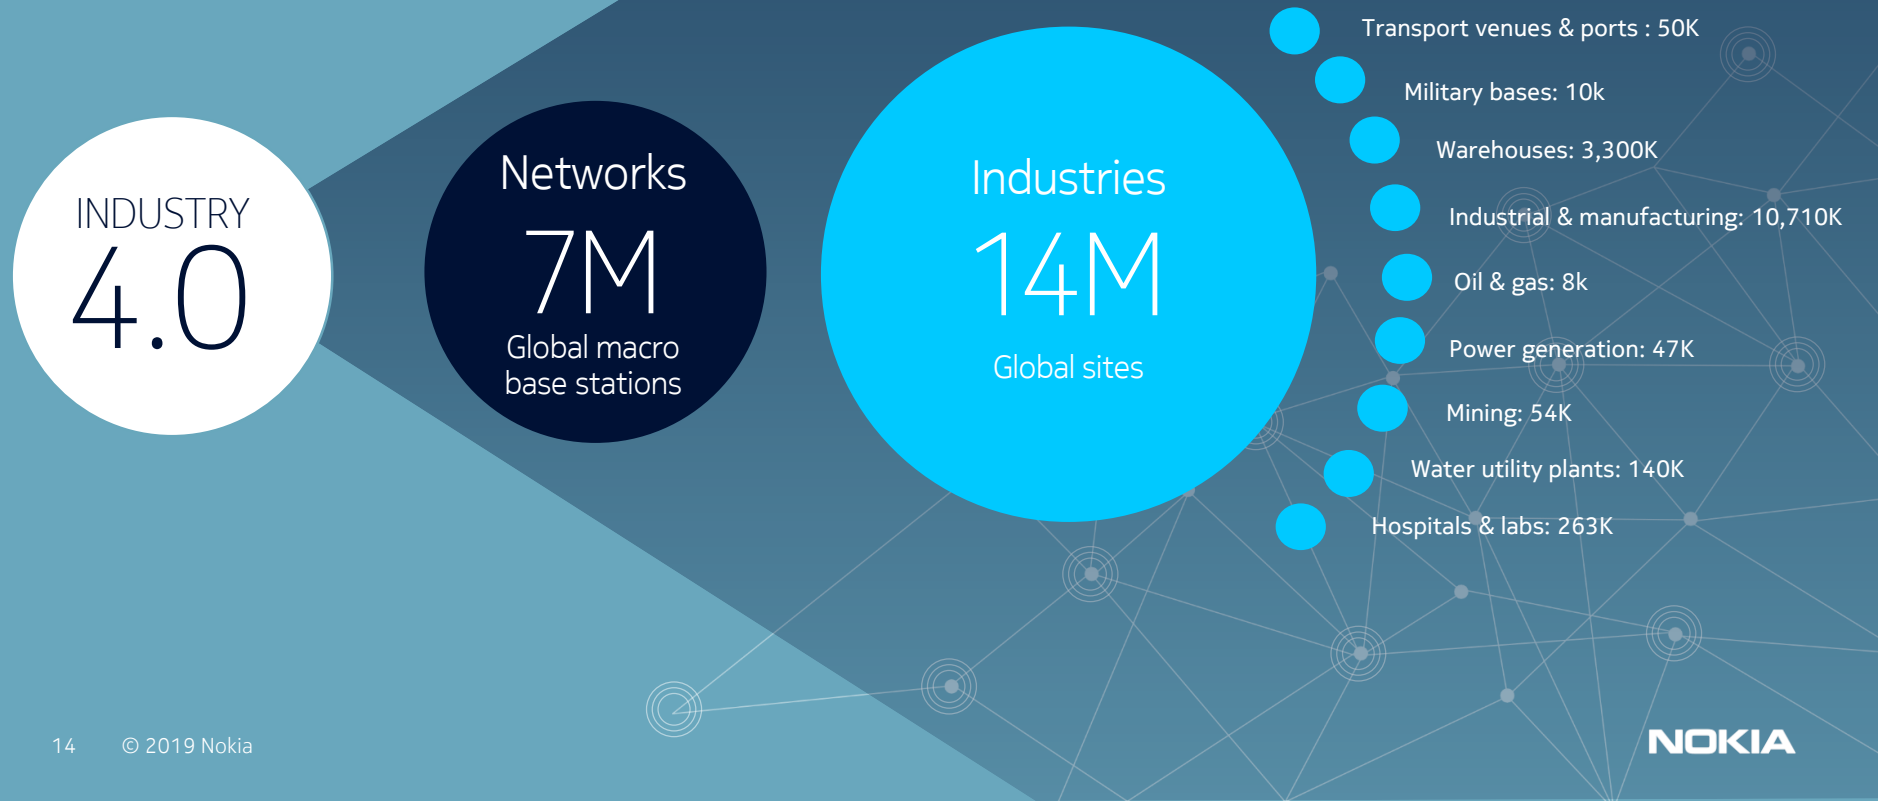 INDUSTRY
4.0
Networks
7M
Global macro
base stations
Industries
14M
Global sites
Transport venues & ports : 50K
Military bases: 10k
Warehouses: 3,300K
Industrial & manufacturing: 10,710K
Oil & gas: 8k
Power generation: 47K
Mining: 54K
Water utility plants: 140K
Hospitals & labs: 263K
14 © 2019 Nokia
NOKIA